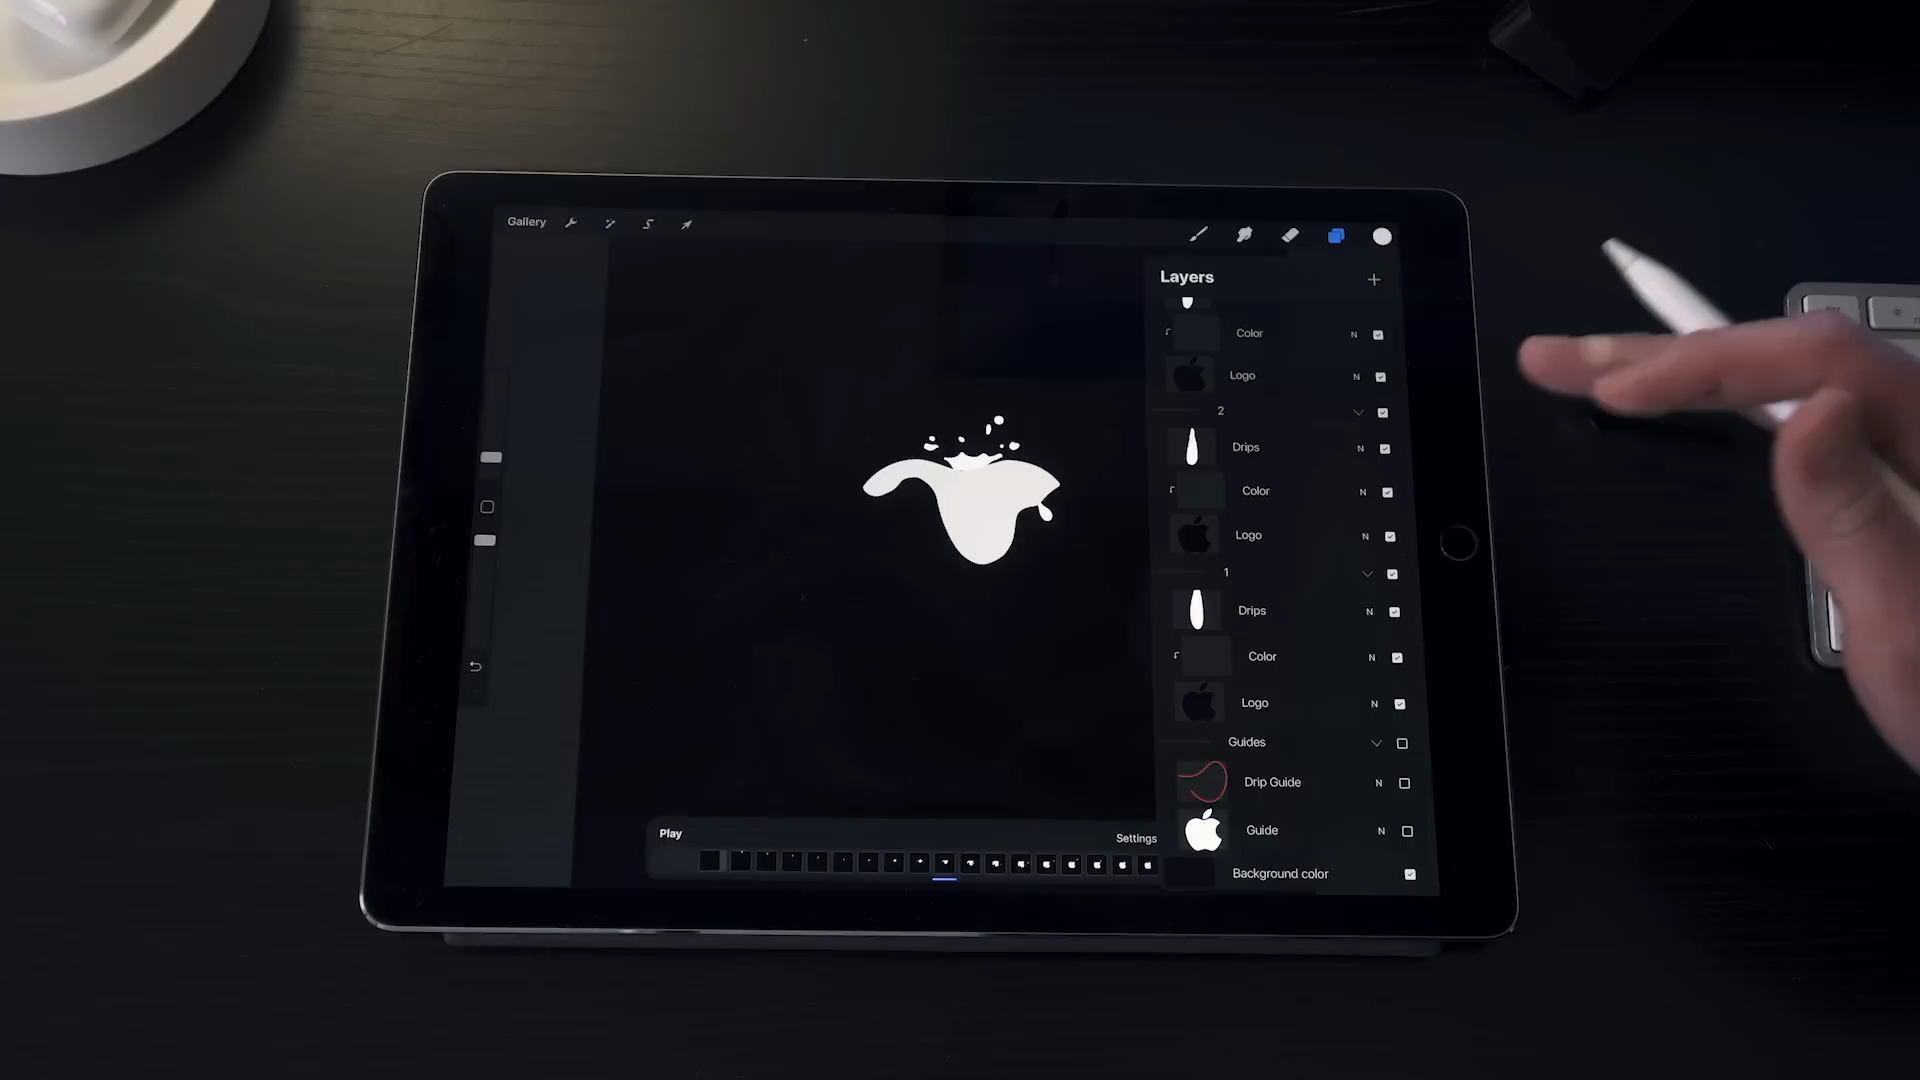 Gallery
Layers
Color N
Logo N
2
Drips N
Color N
Logo N
1
Drips N
Color N
Logo N
Guides
Drip Guide N
Guide N
Background color
Play
Settings